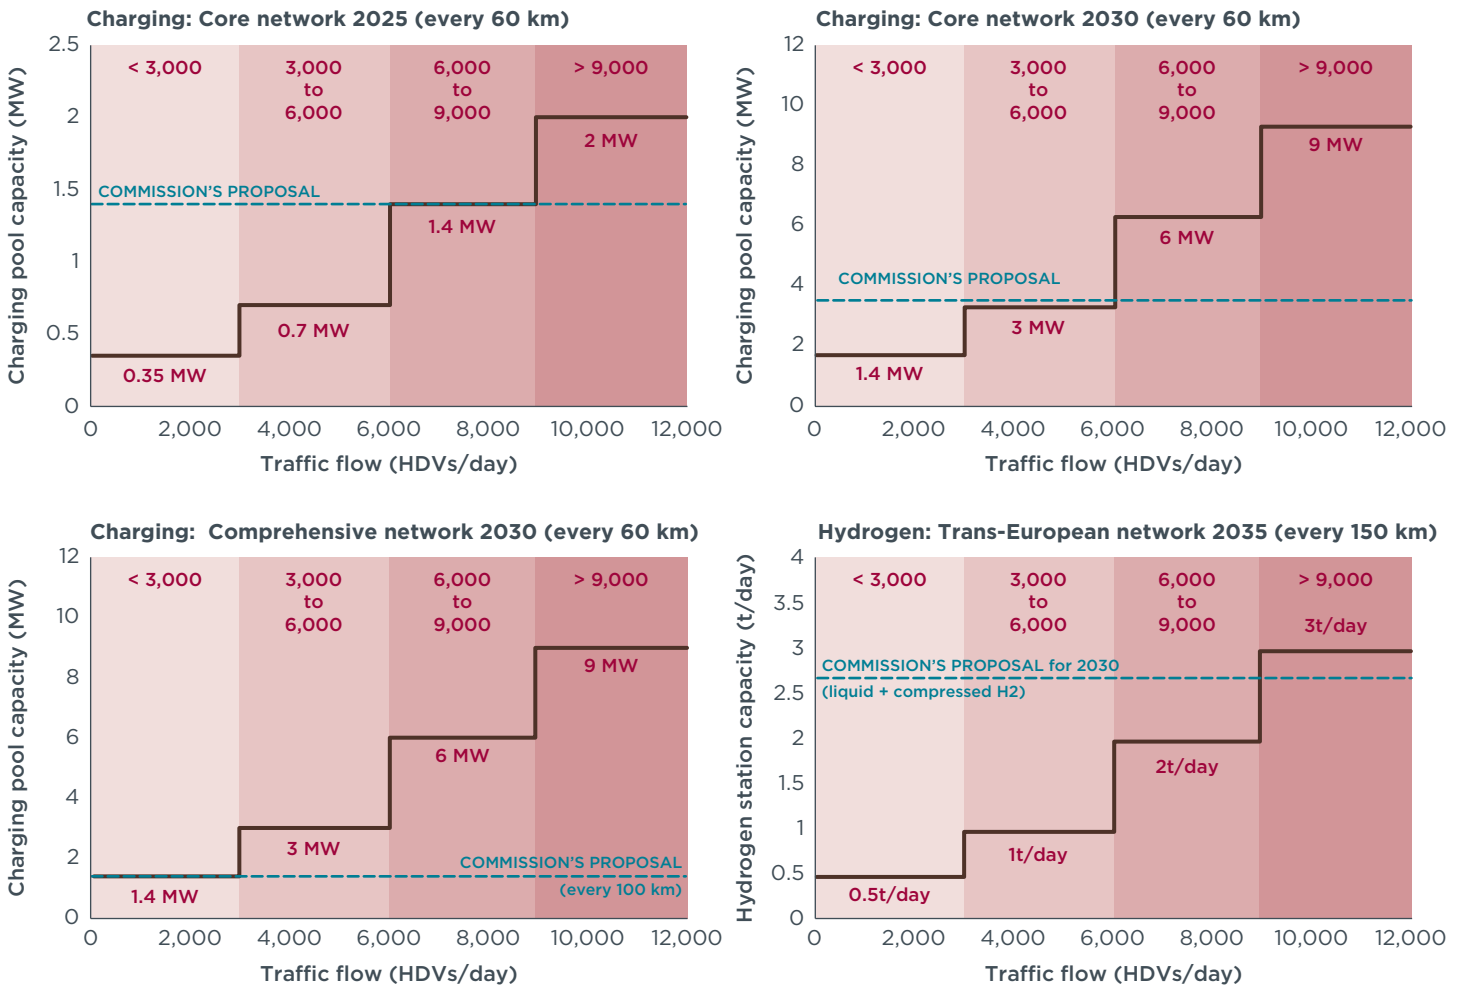 Charging: Core network 2025 (every 60 km)
Charging pool capacity (MW)
2.5
2
1.5
1
0.5
0
< 3,000
3,000
to
6,000
6,000
to
9,000
> 9,000
2 MW
COMMISSION'S PROPOSAL
1.4 MW
0.7 MW
0.35 MW
0 2,000 4,000 6,000 8,000 10,000 12,000
Traffic flow (HDVs/day)
Charging: Core network 2030 (every 60 km)
Charging pool capacity (MW)
12
10
8
6
4
2
0
< 3,000
3,000
to
6,000
6,000
to
9,000
> 9,000
9 MW
6 MW
COMMISSION'S PROPOSAL
3 MW
1.4 MW
0 2,000 4,000 6,000 8,000 10,000 12,000
Traffic flow (HDVs/day)
Charging: Comprehensive network 2030 (every 60 km)
Charging pool capacity (MW)
12
10
8
6
4
2
0
< 3,000
3,000
to
6,000
6,000
to
9,000
> 9,000
9 MW
6 MW
3 MW
COMMISSION'S PROPOSAL
(every 100 km)
1.4 MW
0 2,000 4,000 6,000 8,000 10,000 12,000
Traffic flow (HDVs/day)
Hydrogen: Trans-European network 2035 (every 150 km)
Hydrogen station capacity (t/day)
4
3.5
3
2.5
2
1.5
1
0.5
0
< 3,000
3,000
to
6,000
6,000
to
9,000
> 9,000
3t/day
COMMISSION'S PROPOSAL for 2030
(liquid + compressed H2)
2t/day
1t/day
0.5t/day
0 2,000 4,000 6,000 8,000 10,000 12,000
Traffic flow (HDVs/day)